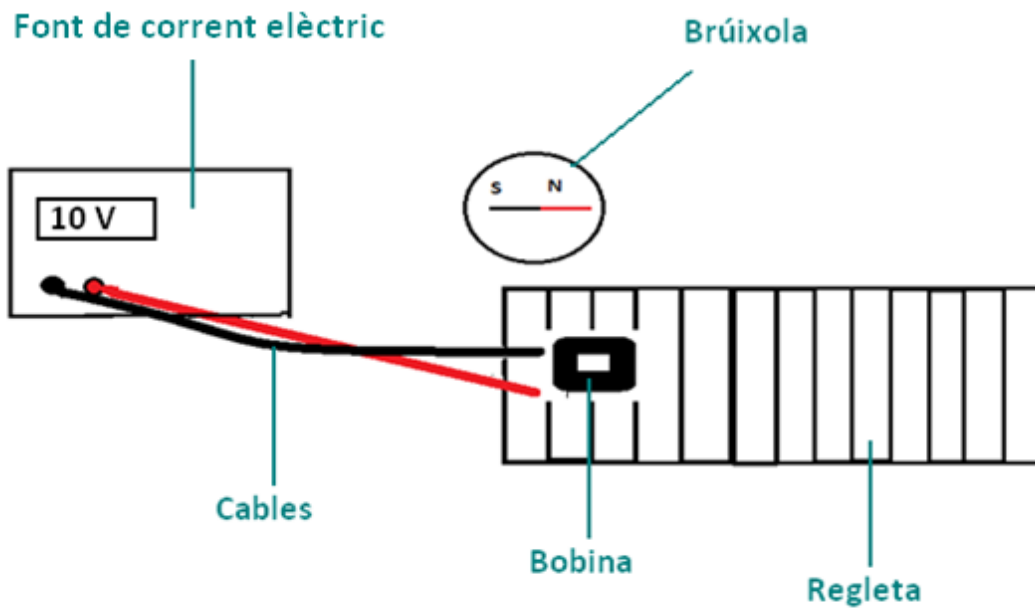 Font de corrent elèctric
Brúixola
S N
10 V
Cables
Bobina
Regleta